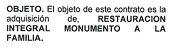 OBJETO. El objeto de este contrato es la
adquisición de, RESTAURACION
INTEGRAL MONUMENTO A LA
FAMILIA.